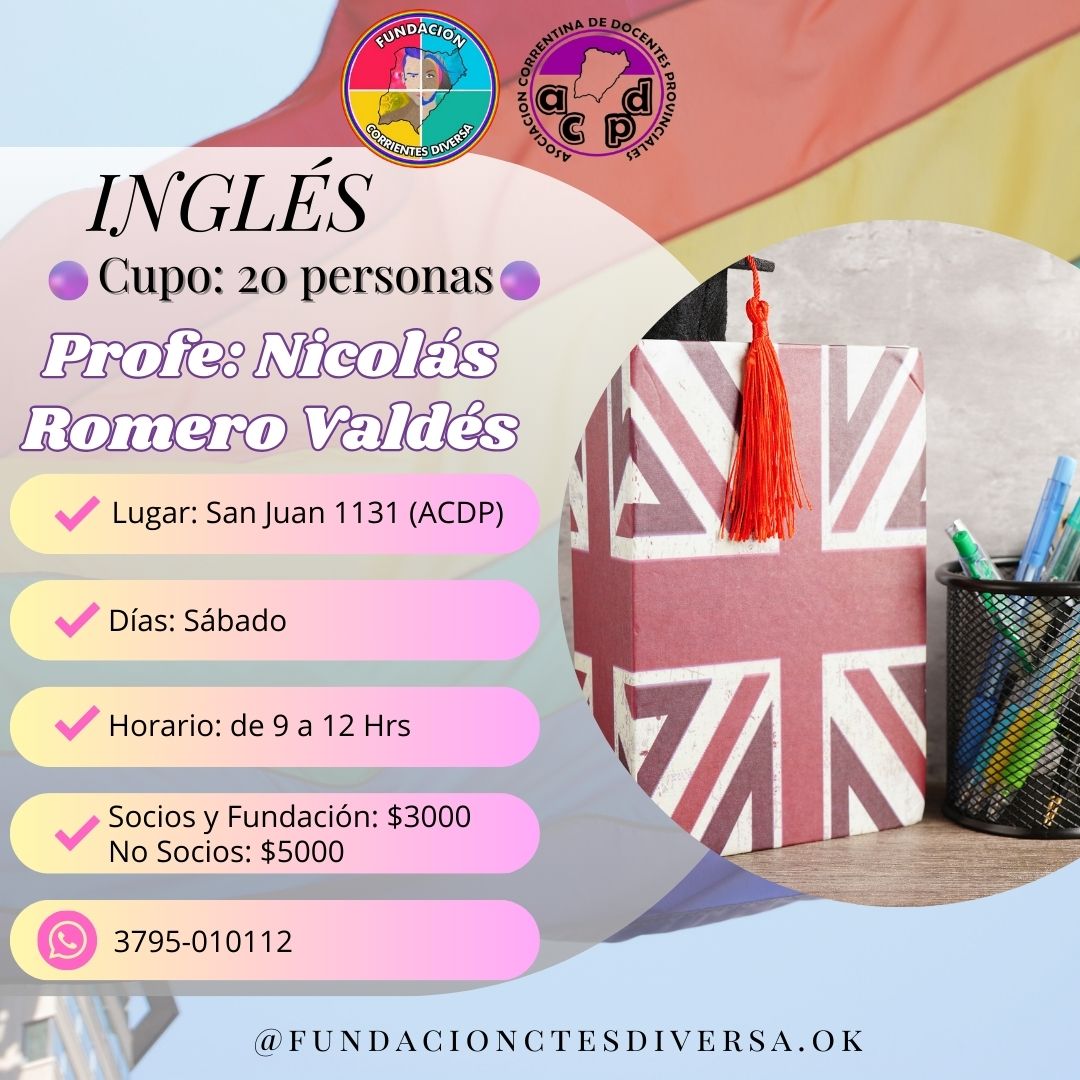 FUNDACION
CORRIENTES DIVERSA
ASOCIACION CORRENTINA DE DOCENTES PROVINCIALES
acdp
INGLÉS
Cupo: 20 personas
Profe: Nicolás
Romero Valdés
Lugar: San Juan 1131 (ACDP)
Días: Sábado
Horario: de 9 a 12 Hrs
Socios y Fundación: $3000
No Socios: $5000
3795-010112
@FUNDACIONCTESDIVERSA.OK